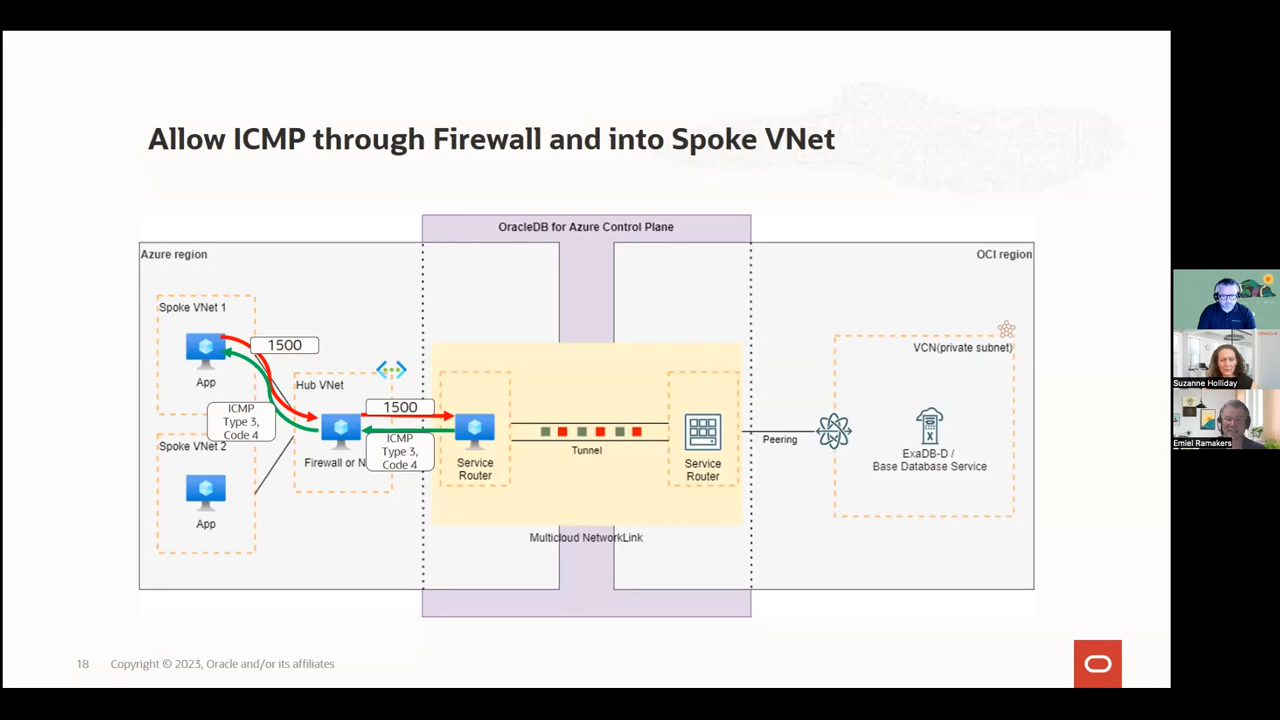 Allow ICMP through Firewall and into Spoke VNet
OracleDB for Azure Control Plane
Azure region
OCI region
Spoke VNet 1
1500
App
Hub VNet
VCN(private subnet)
ICMP
Type 3,
Code 4
1500
ICMP
Type 3,
Code 4
Spoke VNet 2
Firewall or N
Service
Router
Tunnel
Service
Router
Peering
ExaDB-D /
Base Database Service
App
Multicloud NetworkLink
X
18 Copyright © 2023, Oracle and/or its affiliates
Suzanne Holliday
Emiel Ramakers
ORACLE